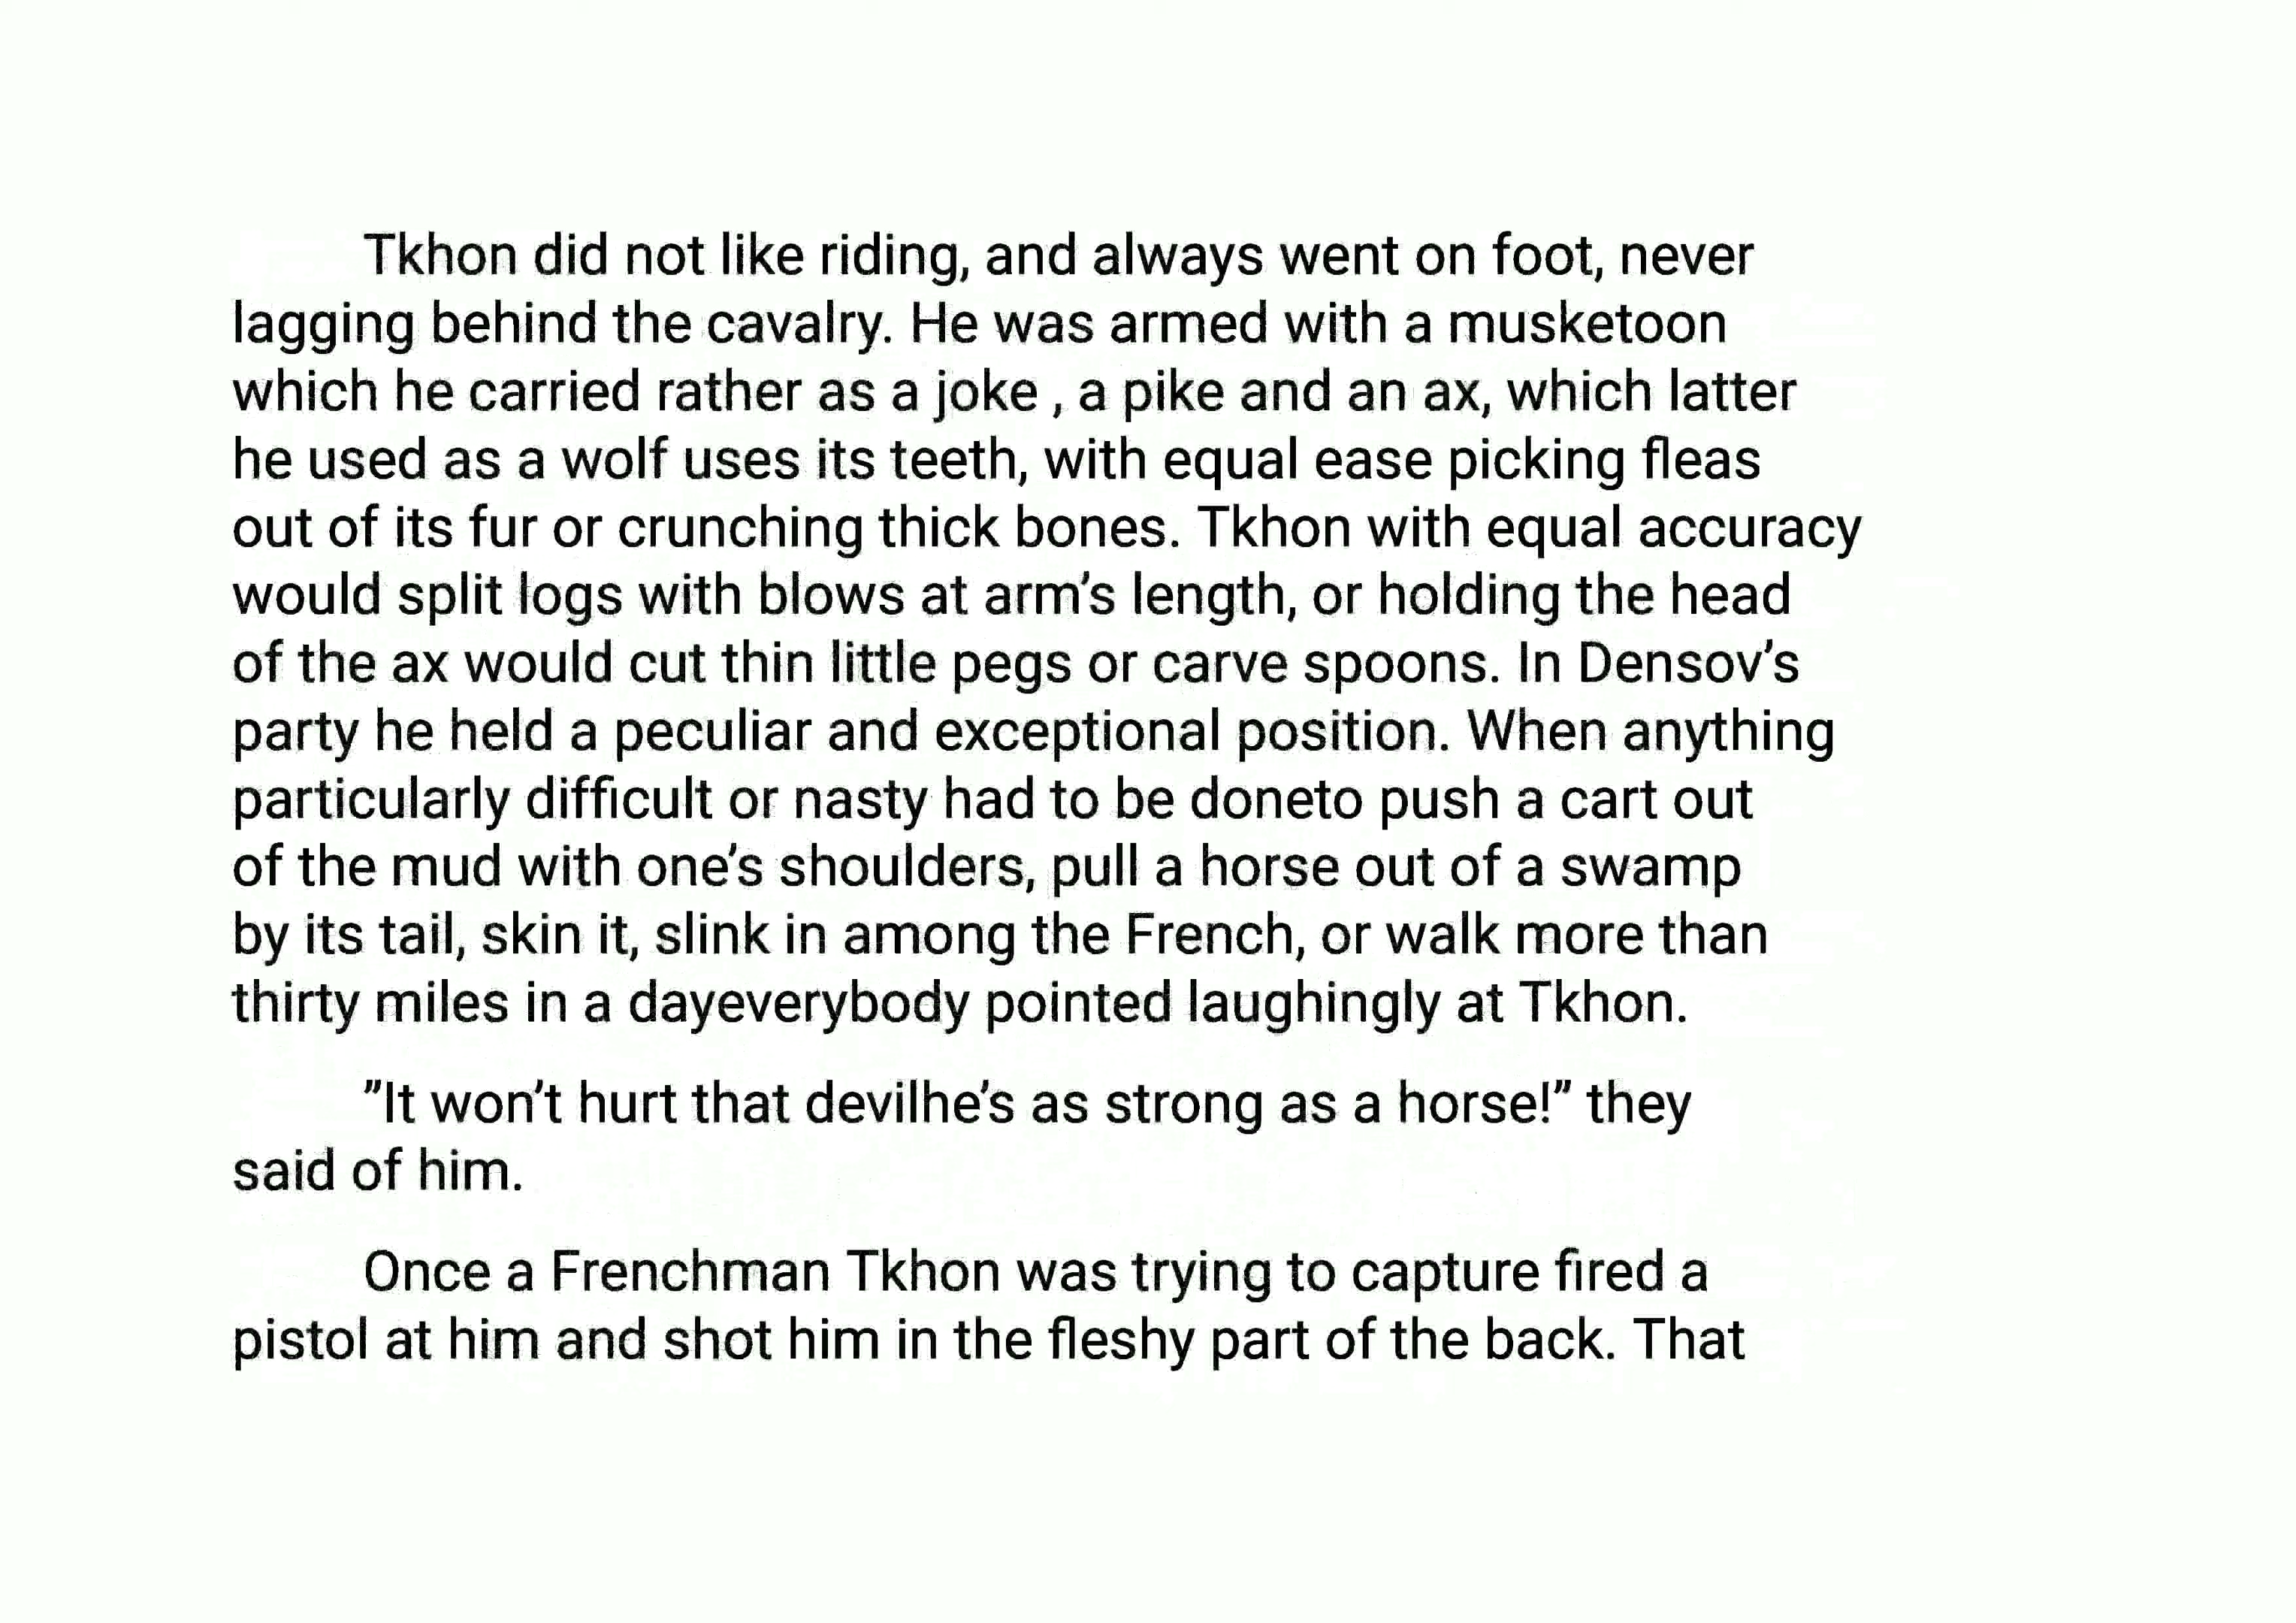 Tkhon did not like riding, and always went on foot, never
lagging behind the cavalry. He was armed with a musketoon
which he carried rather as a joke , a pike and an ax, which latter
he used as a wolf uses its teeth, with equal ease picking fleas
out of its fur or crunching thick bones. Tkhon with equal accuracy
would split logs with blows at arm’s length, or holding the head
of the ax would cut thin little pegs or carve spoons. In Densov’s
party he held a peculiar and exceptional position. When anything
particularly difficult or nasty had to be doneto push a cart out
of the mud with one’s shoulders, pull a horse out of a swamp
by its tail, skin it, slink in among the French, or walk more than
thirty miles in a dayeverybody pointed laughingly at Tkhon.
”It won’t hurt that devilhe’s as strong as a horse!” they
said of him.
Once a Frenchman Tkhon was trying to capture fired a
pistol at him and shot him in the fleshy part of the back. That